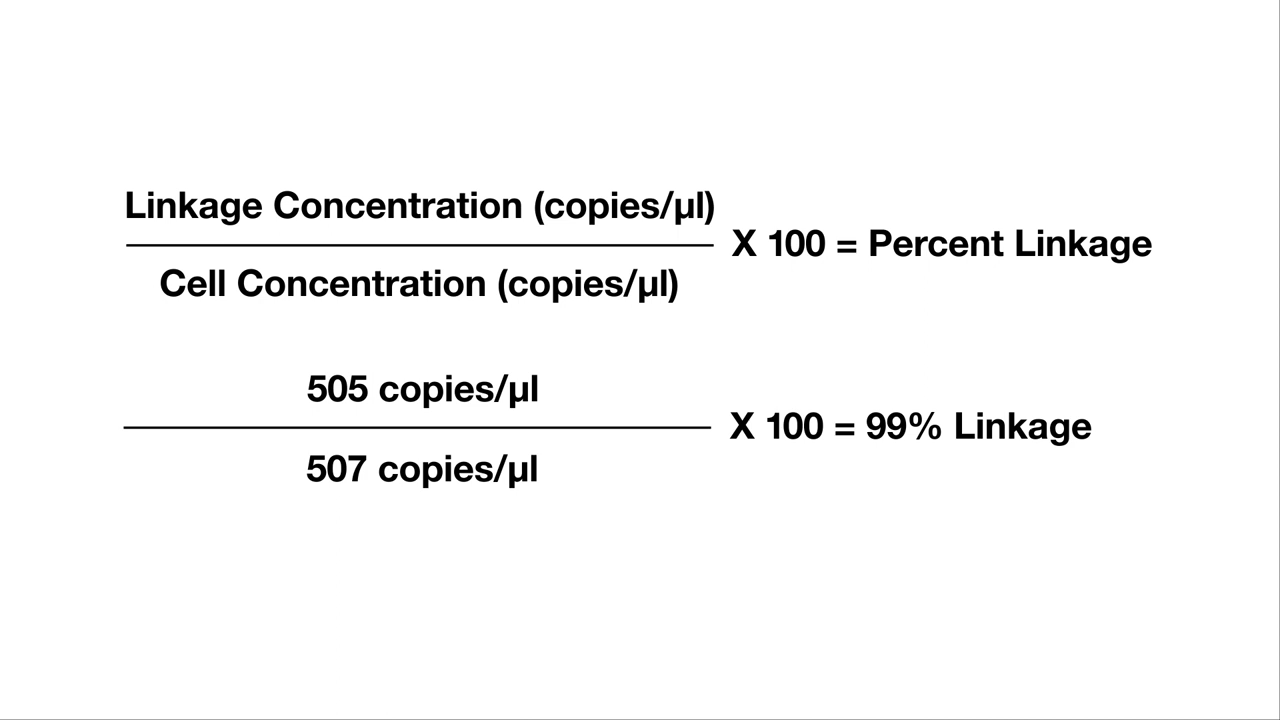 Linkage Concentration (copies/µl)
X 100 = Percent Linkage
Cell Concentration (copies/µl)
505 copies/µl
X 100 = 99% Linkage
507 copies/µl